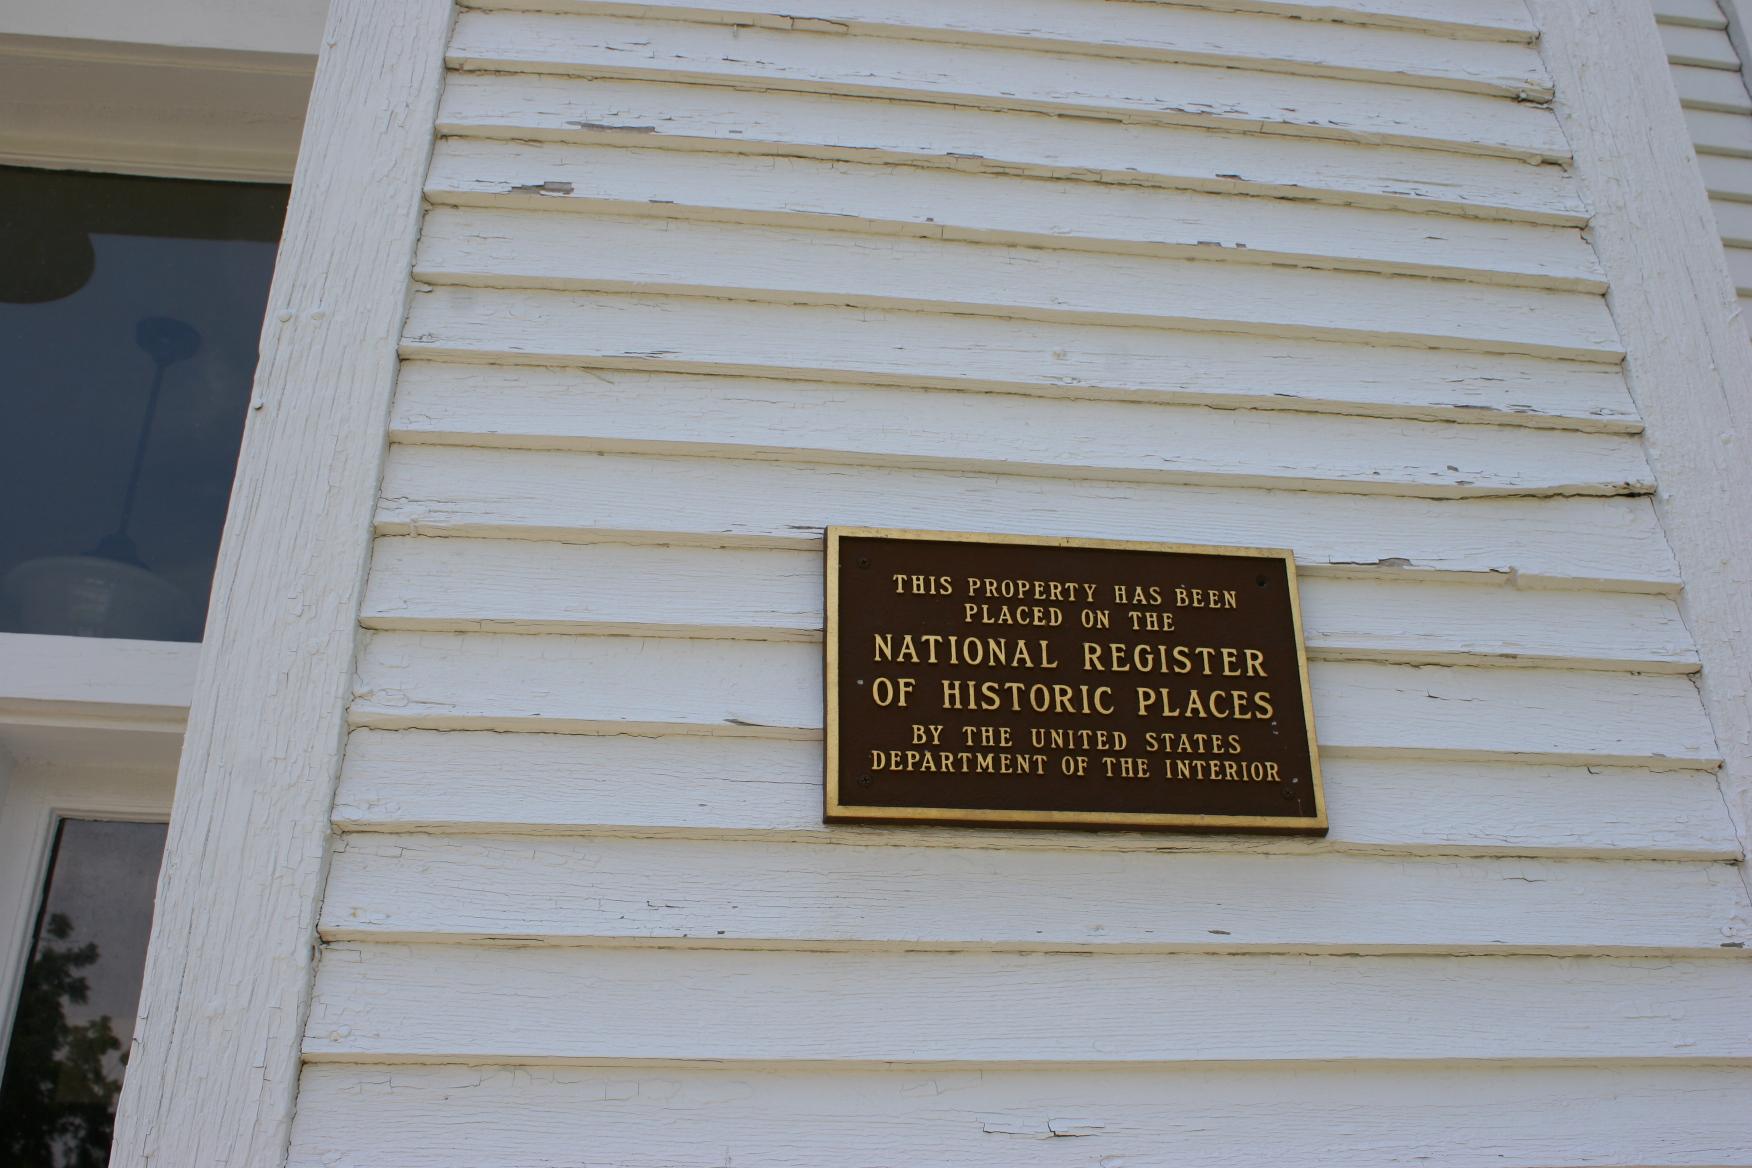 THIS PROPERTY HAS BEEN
PLACED ON THE
NATIONAL REGISTER
OF HISTORIC PLACES
BY THE UNITED STATES
DEPARTMENT OF THE INTERIOR